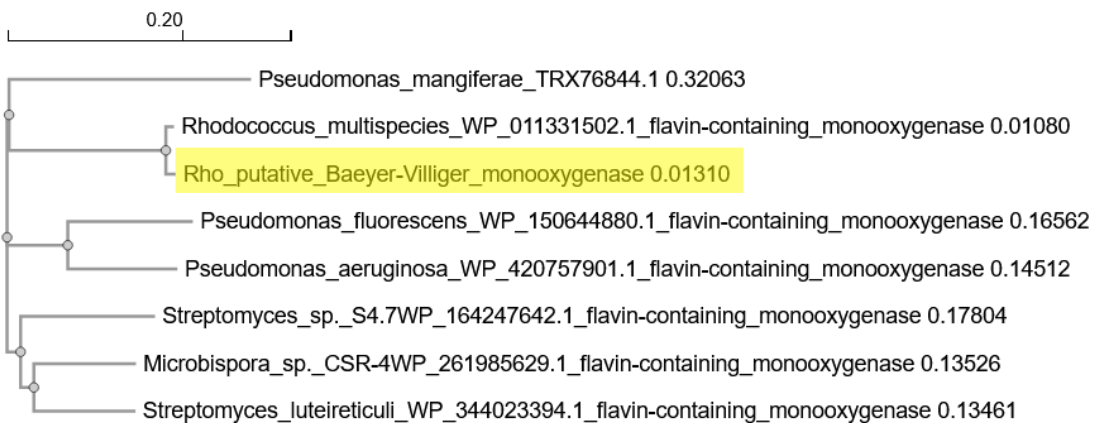 0.20
Pseudomonas_mangiferae_TRX76844.1 0.32063
Rhodococcus_multispecies_WP_011331502.1_flavin-containing_monooxygenase 0.01080
Rho_putative_Baeyer-Villiger_monooxygenase 0.01310
Pseudomonas_fluorescens_WP_150644880.1_flavin-containing_monooxygenase 0.16562
Pseudomonas_aeruginosa_WP_420757901.1_flavin-containing_monooxygenase 0.14512
Streptomyces_sp._S4.7WP_164247642.1_flavin-containing_monooxygenase 0.17804
Microbispora_sp._CSR-4WP_261985629.1_flavin-containing_monooxygenase 0.13526
Streptomyces_luteireticuli_WP_344023394.1_flavin-containing_monooxygenase 0.13461